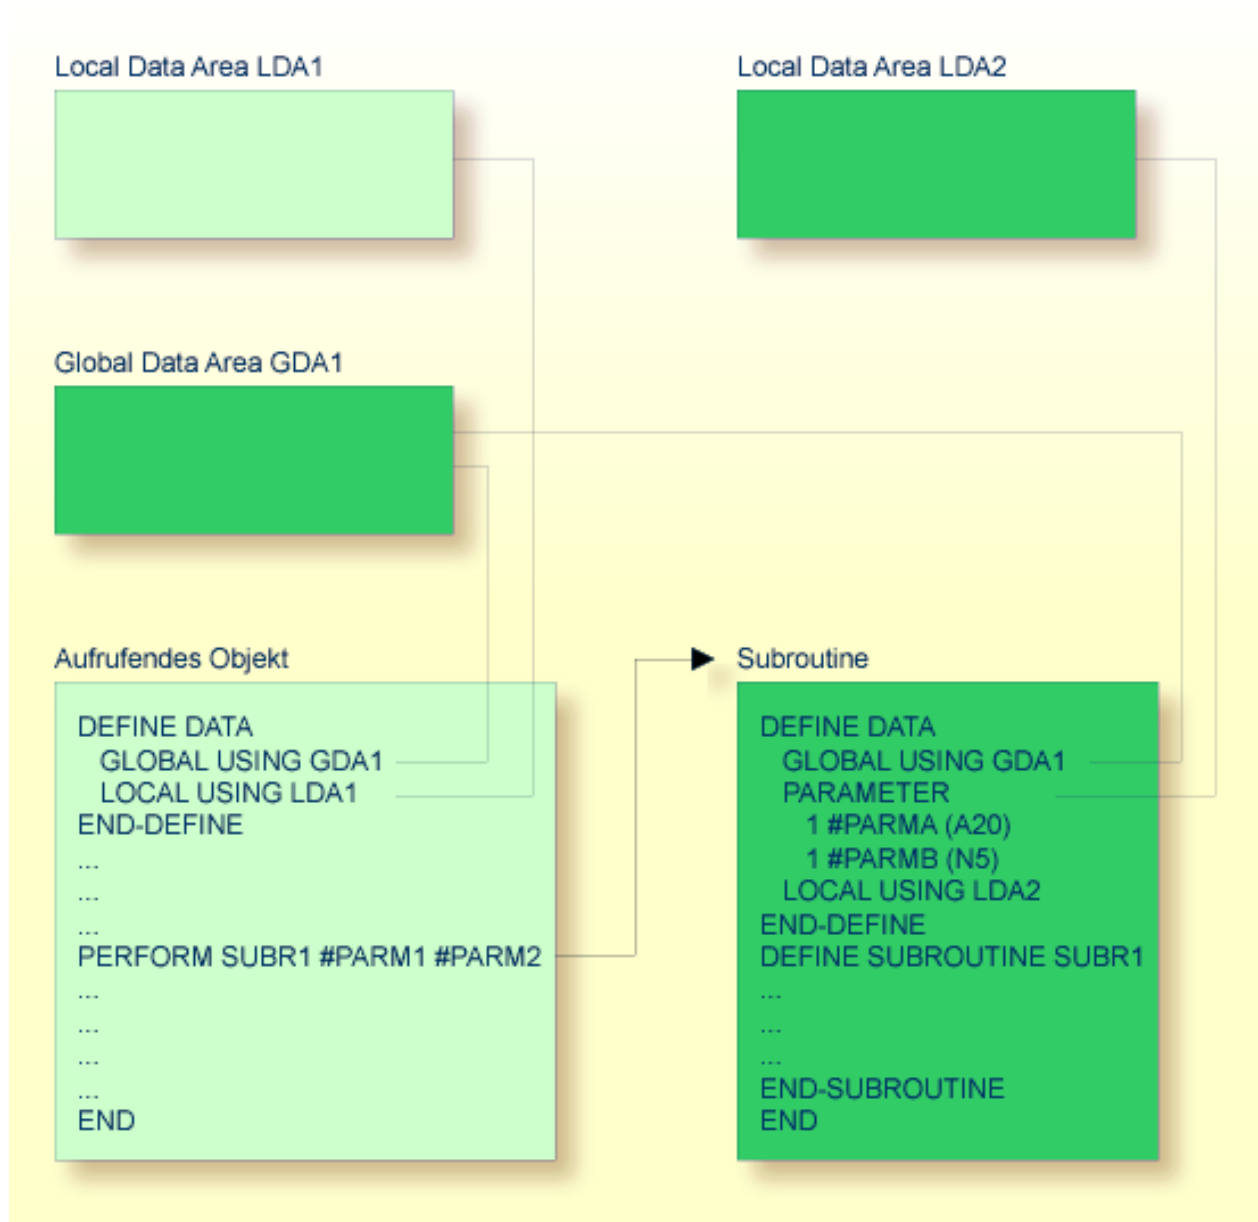 Local Data Area LDA1
Local Data Area LDA2
Global Data Area GDA1
Aufrufendes Objekt
DEFINE DATA
GLOBAL USING GDA1
LOCAL USING LDA1
END-DEFINE
...
...
...
PERFORM SUBR1 #PARM1 #PARM2
...
...
...
...
END
Subroutine
DEFINE DATA
GLOBAL USING GDA1
PARAMETER
1 #PARMA (A20)
1 #PARMB (N5)
LOCAL USING LDA2
END-DEFINE
DEFINE SUBROUTINE SUBR1
...
...
...
END-SUBROUTINE
END